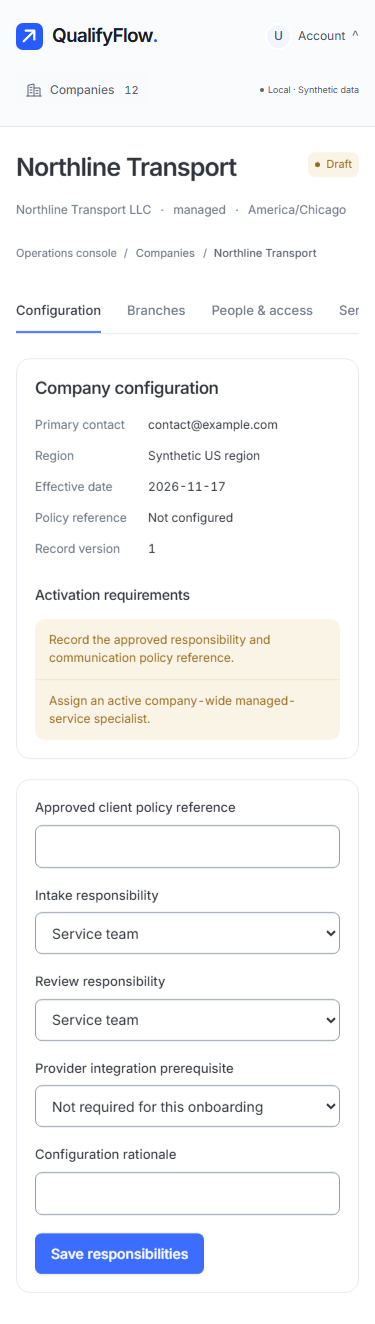 QualifyFlow.
U Account ^
Companies 12
• Local · Synthetic data
Northline Transport
• Draft
Northline Transport LLC · managed · America/Chicago
Operations console / Companies / Northline Transport
Configuration Branches People & access Ser
Company configuration
Primary contact contact@example.com
Region Synthetic US region
Effective date 2026-11-17
Policy reference Not configured
Record version 1
Activation requirements
Record the approved responsibility and
communication policy reference.
Assign an active company-wide managed-
service specialist.
Approved client policy reference
Intake responsibility
Service team
Review responsibility
Service team
Provider integration prerequisite
Not required for this onboarding
Configuration rationale
Save responsibilities